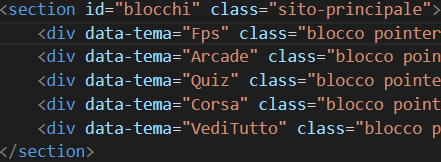 <section id="blocchi" class="sito-principale">
<div data-tema="Fps" class="blocco pointer
<div data-tema="Arcade" class="blocco poin
<div data-tema="Quiz" class="blocco pointe
<div data-tema="Corsa" class="blocco point
<div data-tema="VediTutto" class="blocco p
</section>